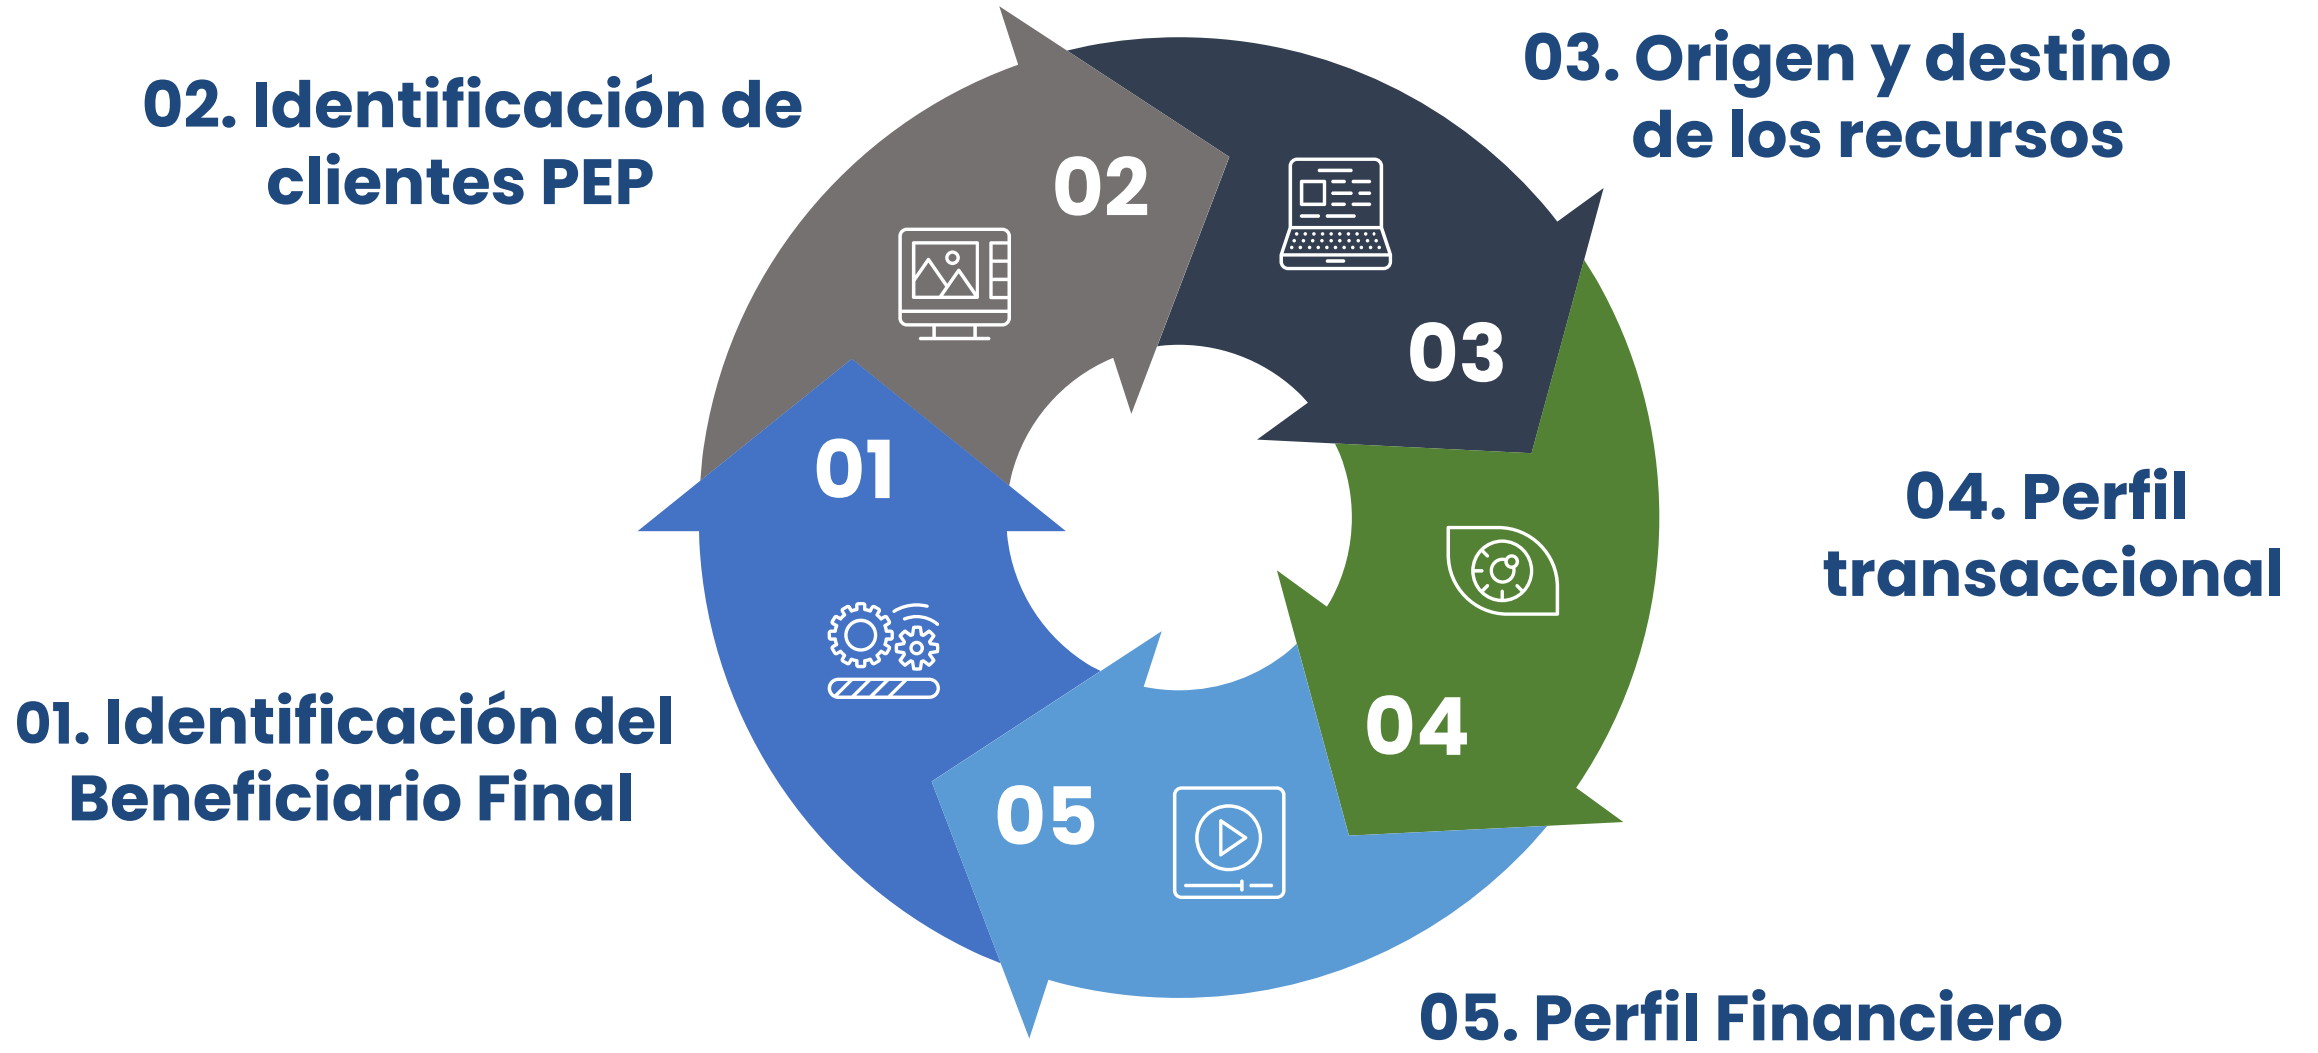 02. Identificación de
clientes PEP
03. Origen y destino
de los recursos
02
03
01
04. Perfil
transaccional
01. Identificación del
Beneficiario Final
04
05
05. Perfil Financiero